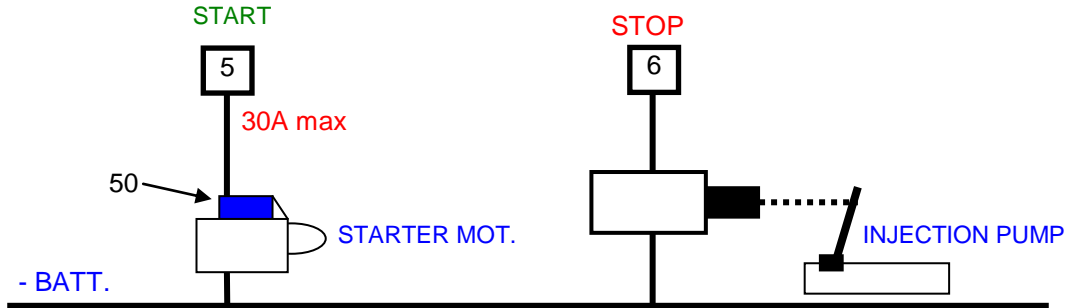 START
STOP
5
6
30A max
50
STARTER MOT.
INJECTION PUMP
- BATT.